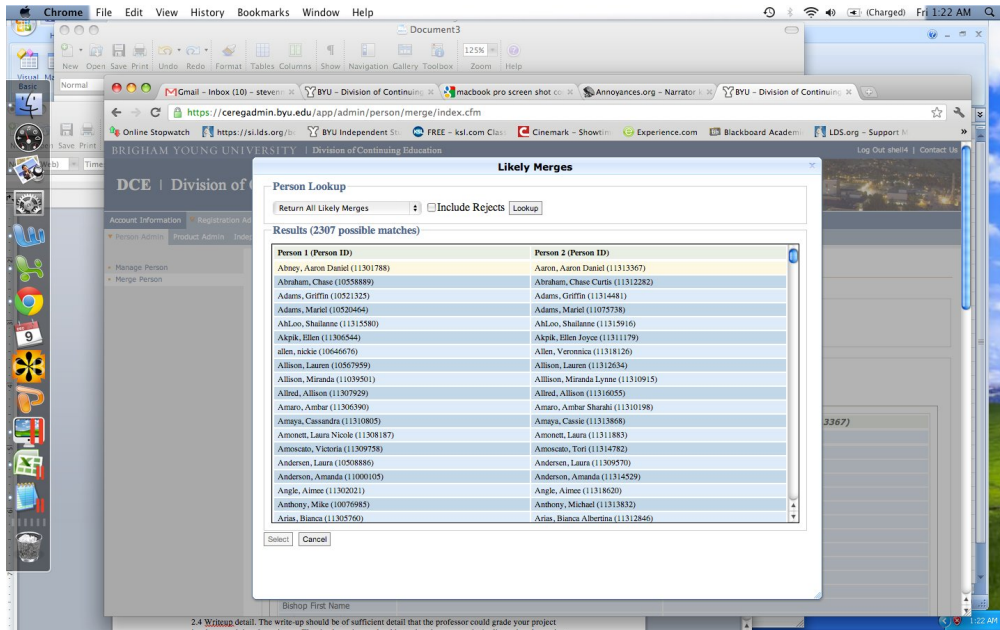 Chrome File Edit View History Bookmarks Window Help (Charged) Fri 1:22 AM
Document3
125%
New Open Save Print Undo Redo Format Tables Columns Show Navigation Gallery Toolbox Zoom Help
Normal
Basic
Gmail - Inbox (10) - steven
BYU - Division of Continuing
macbook pro screen shot co
Annoyances.org - Narrator i
BYU - Division of Continuing
https://ceregadmin.byu.edu/app/admin/person/merge/index.cfm
Online Stopwatch https://si.lds.org/b BYU Independent St FREE - ksl.com Clas Cinemark - Showtim Experience.com Blackboard Academi LDS.org - Support M »
BRIGHAM YOUNG UNIVERSITY | Division of Continuing Education Log Out shell4 | Contact Us
DCE | Division of
Account Information Registration Ad
Person Admin Product Admin Inde
Manage Person
Merge Person
Likely Merges
Person Lookup
Return All Likely Merges Include Rejects Lookup
Results (2307 possible matches)
Person 1 (Person ID) Person 2 (Person ID)
Abney, Aaron Daniel (11301788) Aaron, Aaron Daniel (11313367)
Abraham, Chase (10558889) Abraham, Chase Curtis (11312282)
Adams, Griffin (10521325) Adams, Griffin (11314481)
Adams, Mariel (10520464) Adams, Mariel (11075738)
AhLoo, Shailanne (11315580) AhLoo, Shailanne (11315916)
Akpik, Ellen (11306544) Akpik, Ellen Joyce (11311179)
allen, nickie (10646676) Allen, Veronica (11318126)
Allison, Lauren (10567959) Allison, Lauren (11312634)
Allison, Miranda (11039501) Alllison, Miranda Lynne (11310915)
Allred, Allison (11307929) Allred, Allison (11316055)
Amaro, Ambar (11306390) Amaro, Ambar Sharahi (11310198)
Amaya, Cassandra (11310805) Amaya, Cassie (11313868)
Amonett, Laura Nicole (11308187) Amonett, Laura (11311883)
Amoscato, Victoria (11309758) Amoscato, Tori (11314782)
Andersen, Laura (10508886) Andersen, Laura (11309570)
Anderson, Amanda (11000105) Anderson, Amanda (11314529)
Angle, Aimee (11302021) Angle, Aimee (11318620)
Anthony, Mike (10076985) Anthony, Michael (11313832)
Arias, Bianca (11305760) Arias, Bianca Albertina (11312846)
3367)
Select Cancel
Bishop First Name
2.4 Writeup detail. The write-up should be of sufficient detail that the professor could grade your project
1:22 AM